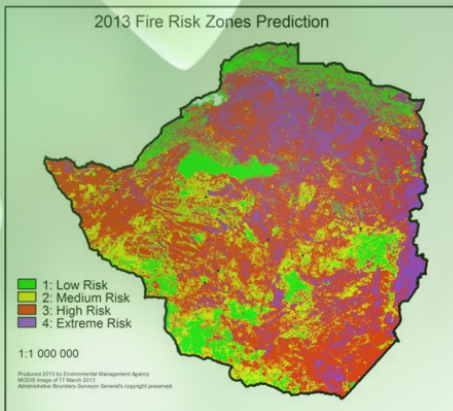 2013 Fire Risk Zones Prediction
1: Low Risk
2: Medium Risk
3: High Risk
4: Extreme Risk
1:1 000 000
Produced 2013 by Environmental Management Agency
MODIS Image of 17 March 2013
Administrative Boundary Surveyor General's copyright preserved